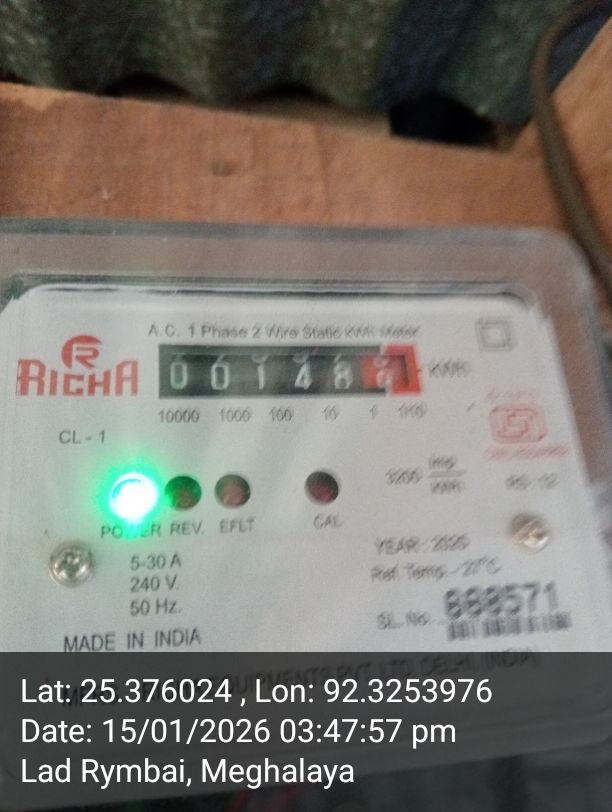 A.C. 1 Phase 2 Wire Static kWh Meter
RICHA
0 0 1 4 8
kWh
10000 1000 100 10 1 1/10
CL - 1
3200 imp/kWh
POWER REV. EFLT CAL
5-30 A
240 V.
50 Hz.
YEAR : 2025
Ref. Temp. - 27°C
SL. No.
MADE IN INDIA
Lat: 25.376024 , Lon: 92.3253976
Date: 15/01/2026 03:47:57 pm
Lad Rymbai, Meghalaya